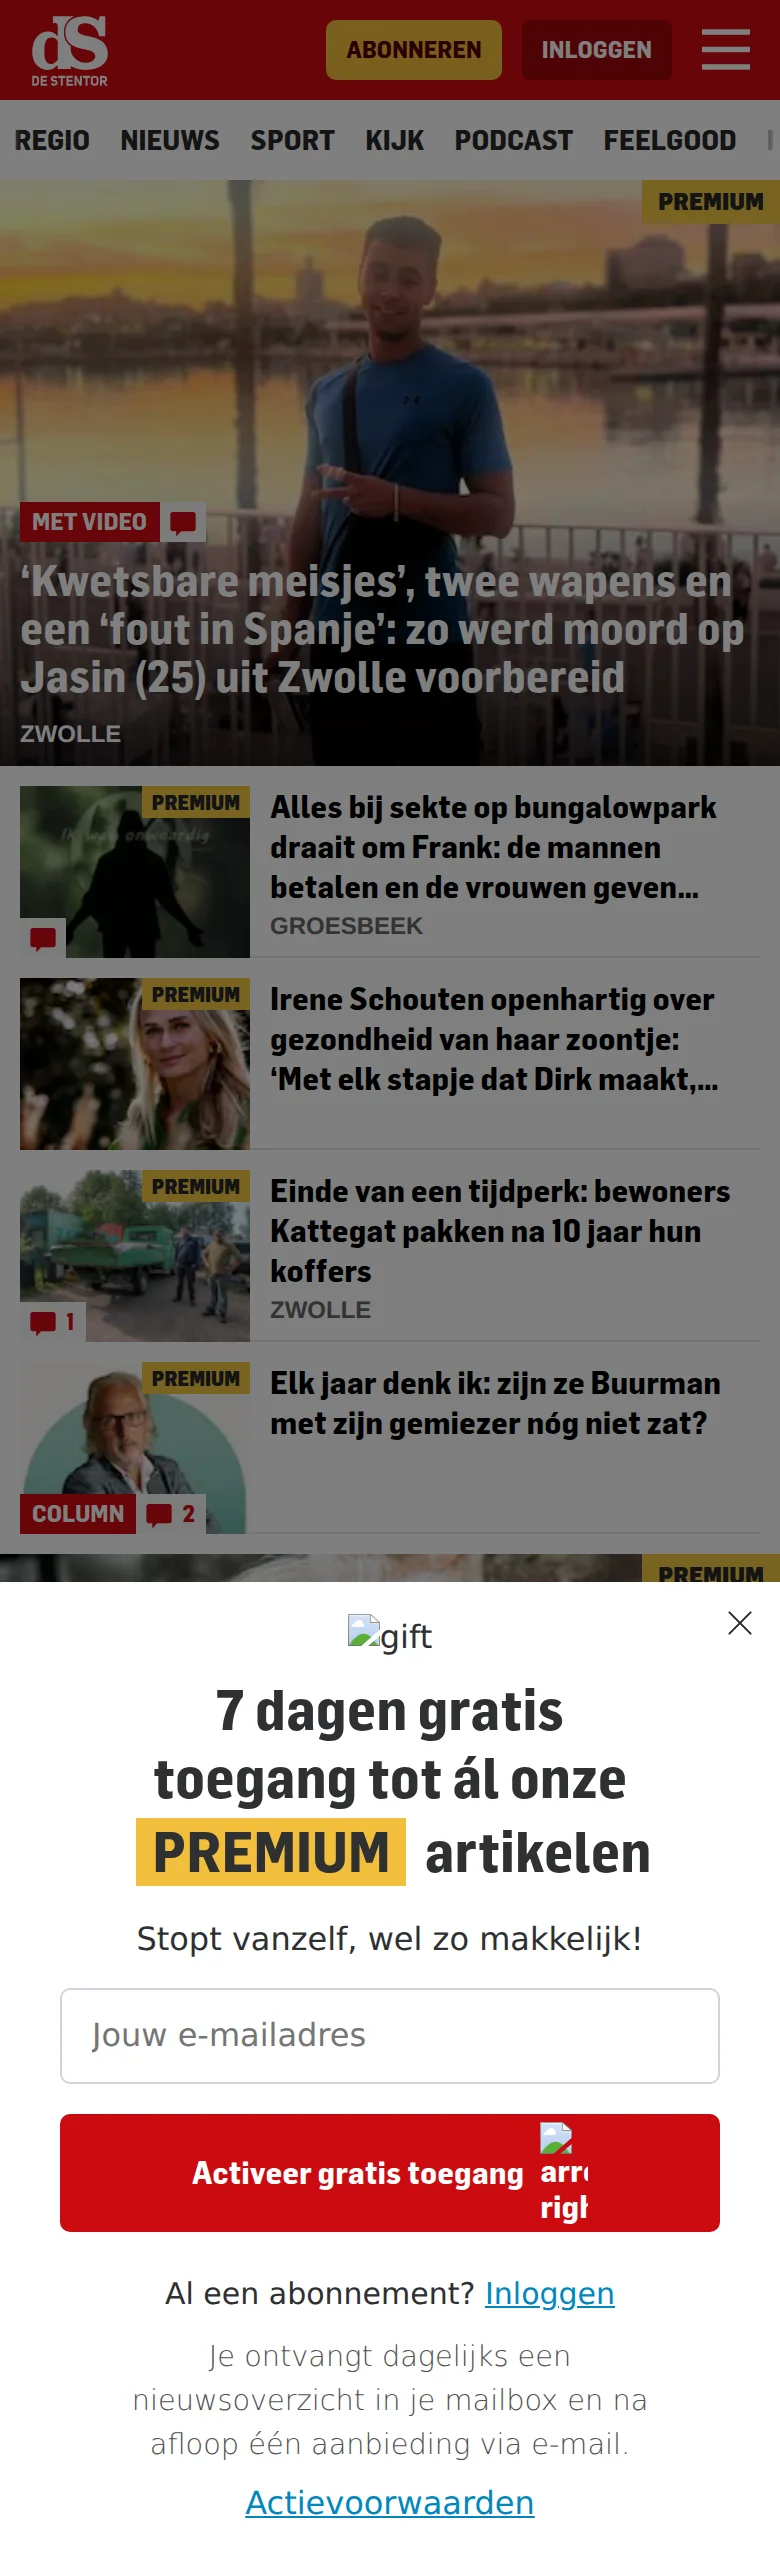 dS
DE STENTOR
ABONNEREN
INLOGGEN
REGIO NIEUWS SPORT KIJK PODCAST FEELGOOD
PREMIUM
MET VIDEO
‘Kwetsbare meisjes’, twee wapens en
een ‘fout in Spanje’: zo werd moord op
Jasin (25) uit Zwolle voorbereid
ZWOLLE
PREMIUM
Ik was onwaardig
Alles bij sekte op bungalowpark
draait om Frank: de mannen
betalen en de vrouwen geven...
GROESBEEK
PREMIUM
Irene Schouten openhartig over
gezondheid van haar zoontje:
‘Met elk stapje dat Dirk maakt,...
PREMIUM
1
Einde van een tijdperk: bewoners
Kattegat pakken na 10 jaar hun
koffers
ZWOLLE
PREMIUM
COLUMN
2
Elk jaar denk ik: zijn ze Buurman
met zijn gemiezer nóg niet zat?
PREMIUM
gift
7 dagen gratis
toegang tot ál onze
PREMIUM artikelen
Stopt vanzelf, wel zo makkelijk!
Jouw e-mailadres
Activeer gratis toegang
Al een abonnement? Inloggen
Je ontvangt dagelijks een
nieuwsoverzicht in je mailbox en na
afloop één aanbieding via e-mail.
Actievoorwaarden